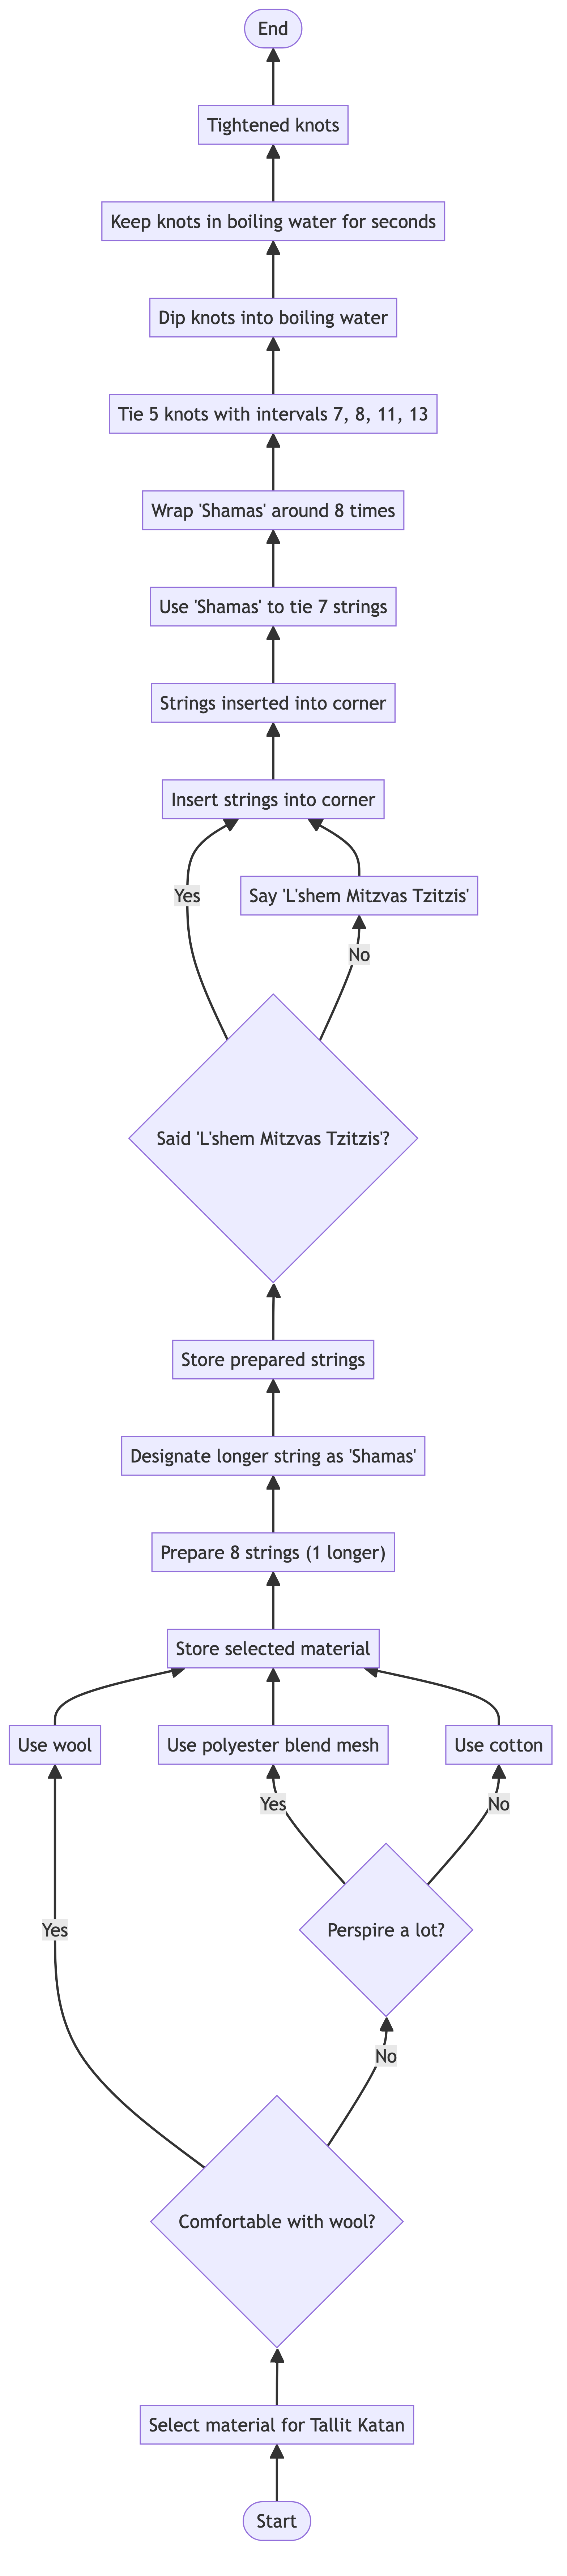 End
Tightened knots
Keep knots in boiling water for seconds
Dip knots into boiling water
Tie 5 knots with intervals 7, 8, 11, 13
Wrap 'Shamas' around 8 times
Use 'Shamas' to tie 7 strings
Strings inserted into corner
Insert strings into corner
Yes
Say 'L'shem Mitzvas Tzitzis'
No
Said 'L'shem Mitzvas Tzitzis'?
Store prepared strings
Designate longer string as 'Shamas'
Prepare 8 strings (1 longer)
Store selected material
Use wool
Use polyester blend mesh
Use cotton
Yes
No
Yes
Perspire a lot?
No
Comfortable with wool?
Select material for Tallit Katan
Start